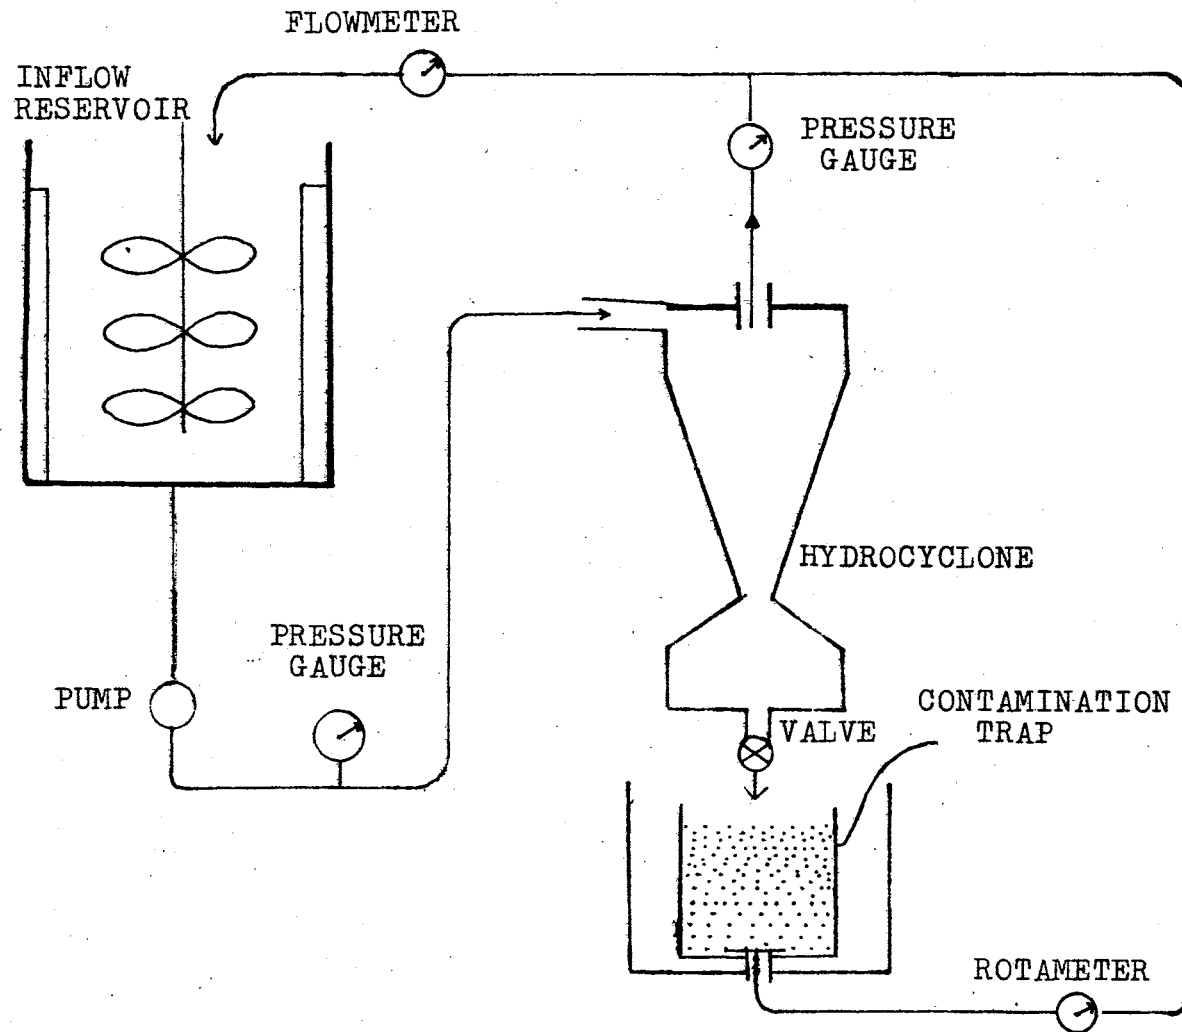 FLOWMETER
INFLOW
RESERVOIR
PRESSURE
GAUGE
HYDROCYCLONE
PRESSURE
GAUGE
PUMP
CONTAMINATION
TRAP
VALVE
ROTAMETER